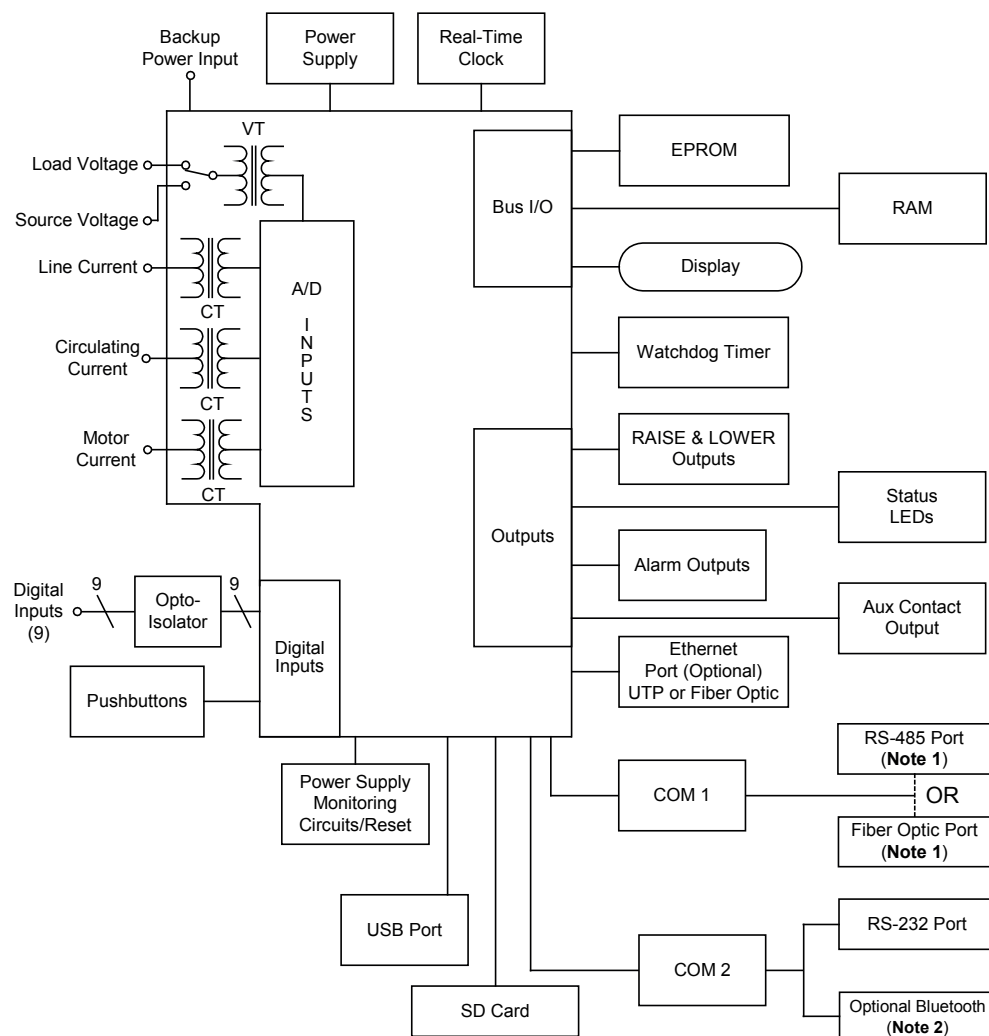 Backup
Power Input
Power
Supply
Real-Time
Clock
VT
Load Voltage
Source Voltage
Line Current
CT
Circulating
Current
CT
Motor
Current
CT
A/D
I
N
P
U
T
S
Bus I/O
EPROM
RAM
Display
Watchdog Timer
RAISE & LOWER
Outputs
Outputs
Status
LEDs
Alarm Outputs
Aux Contact
Output
Ethernet
Port (Optional)
UTP or Fiber Optic
Digital
Inputs
(9)
9
Opto-
Isolator
9
Digital
Inputs
Pushbuttons
Power Supply
Monitoring
Circuits/Reset
USB Port
SD Card
COM 1
RS-485 Port
(Note 1)
OR
Fiber Optic Port
(Note 1)
COM 2
RS-232 Port
Optional Bluetooth
(Note 2)